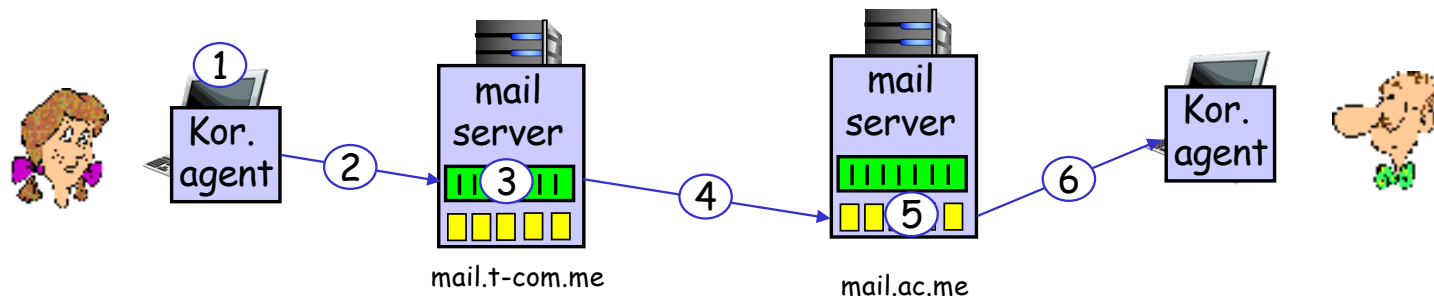 1
Kor.
agent
2
mail
server
3
mail.t-com.me
4
mail
server
5
mail.ac.me
6
Kor.
agent